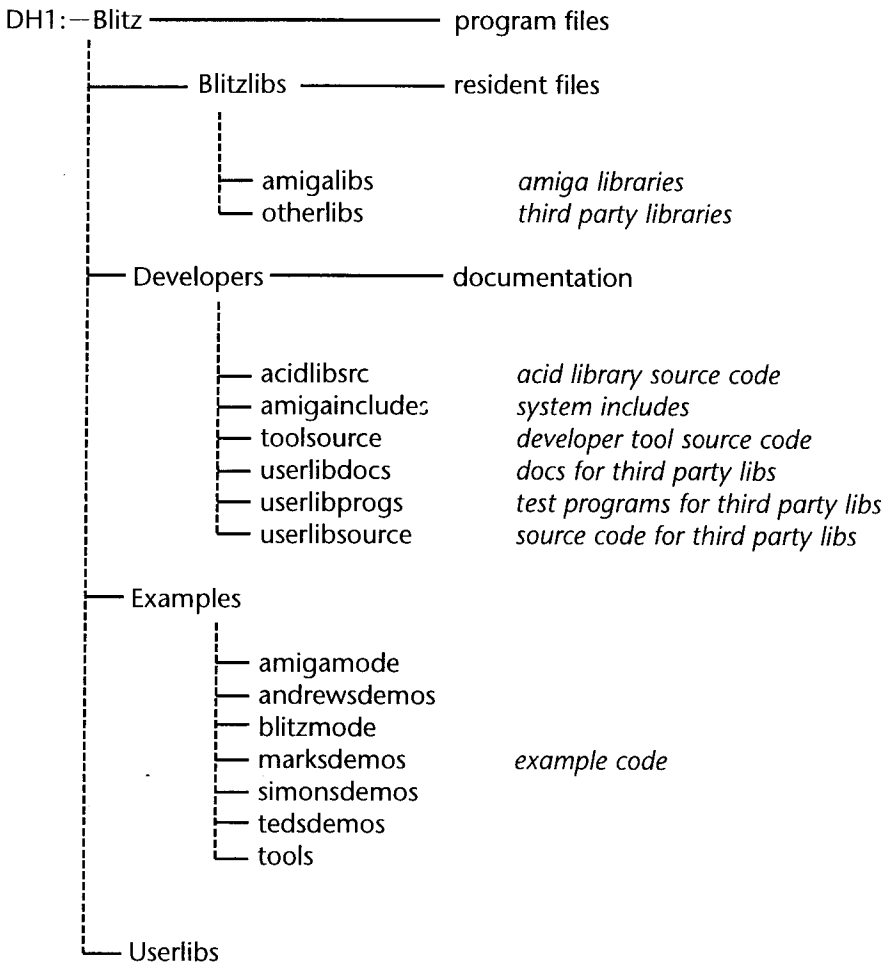 DH1:—Blitz program files
Blitzlibs resident files
amigalibs amiga libraries
otherlibs third party libraries
Developers documentation
acidlibsrc acid library source code
amigaincludes system includes
toolsource developer tool source code
userlibdocs docs for third party libs
userlibprogs test programs for third party libs
userlibsource source code for third party libs
Examples
amigamode
andrewsdemos
blitzmode
marksdemos example code
simonsdemos
tedsdemos
tools
Userlibs